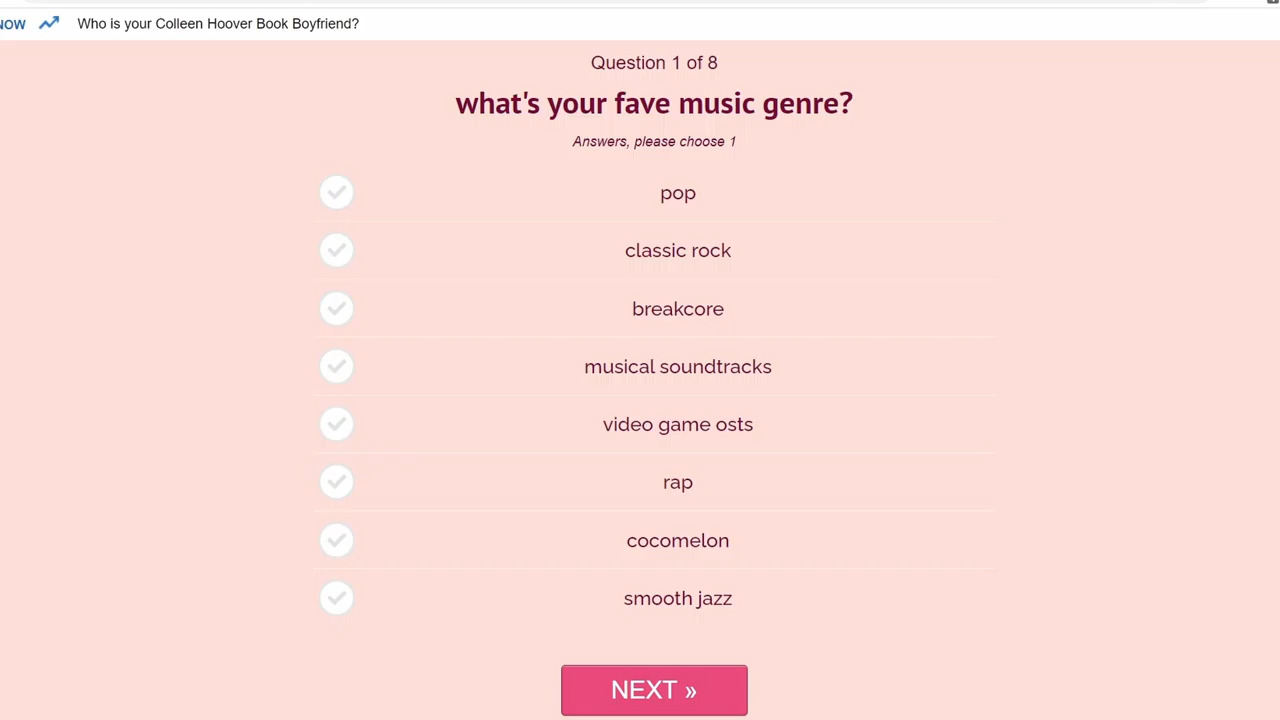 NOW Who is your Colleen Hoover Book Boyfriend?
Question 1 of 8
what's your fave music genre?
Answers, please choose 1
pop
classic rock
breakcore
musical soundtracks
video game osts
rap
cocomelon
smooth jazz
NEXT »